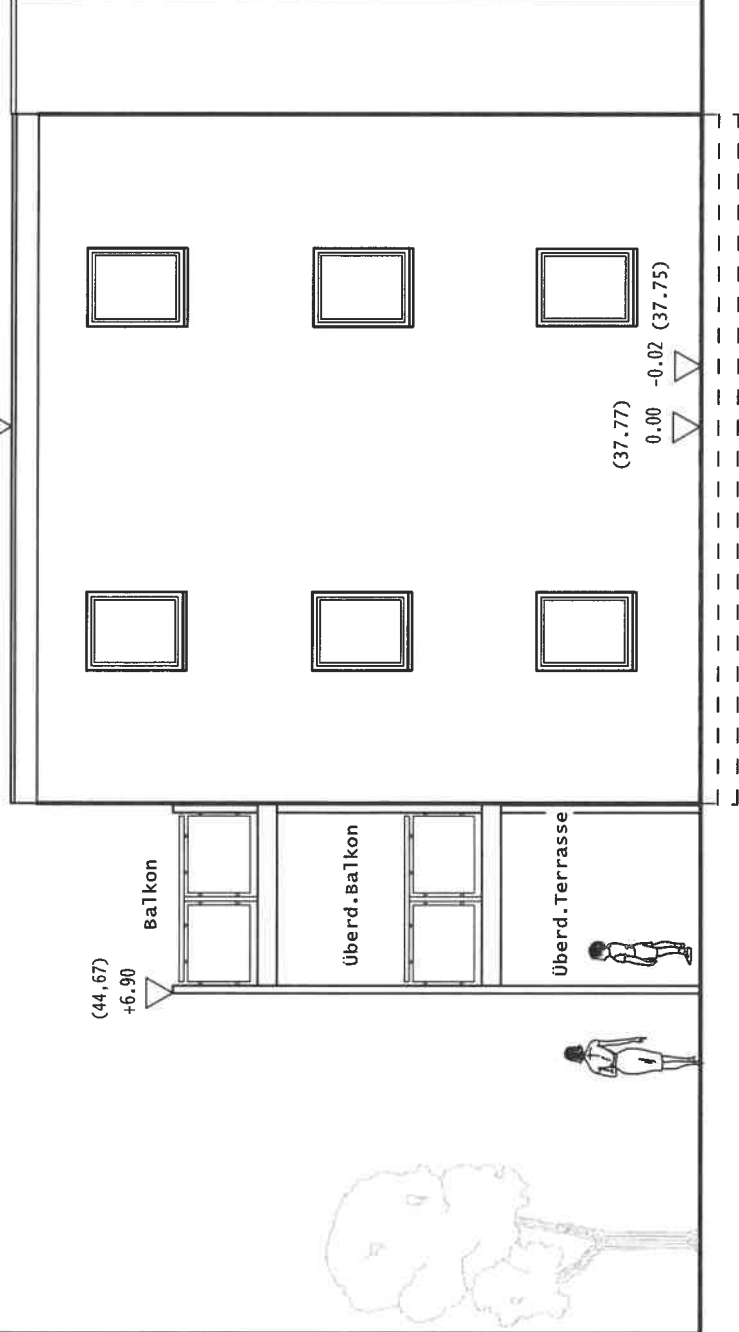 (44,67)
+6.90
Balkon
Überd.Balkon
Überd.Terrasse
(37.77)
0.00
-0.02 (37.75)